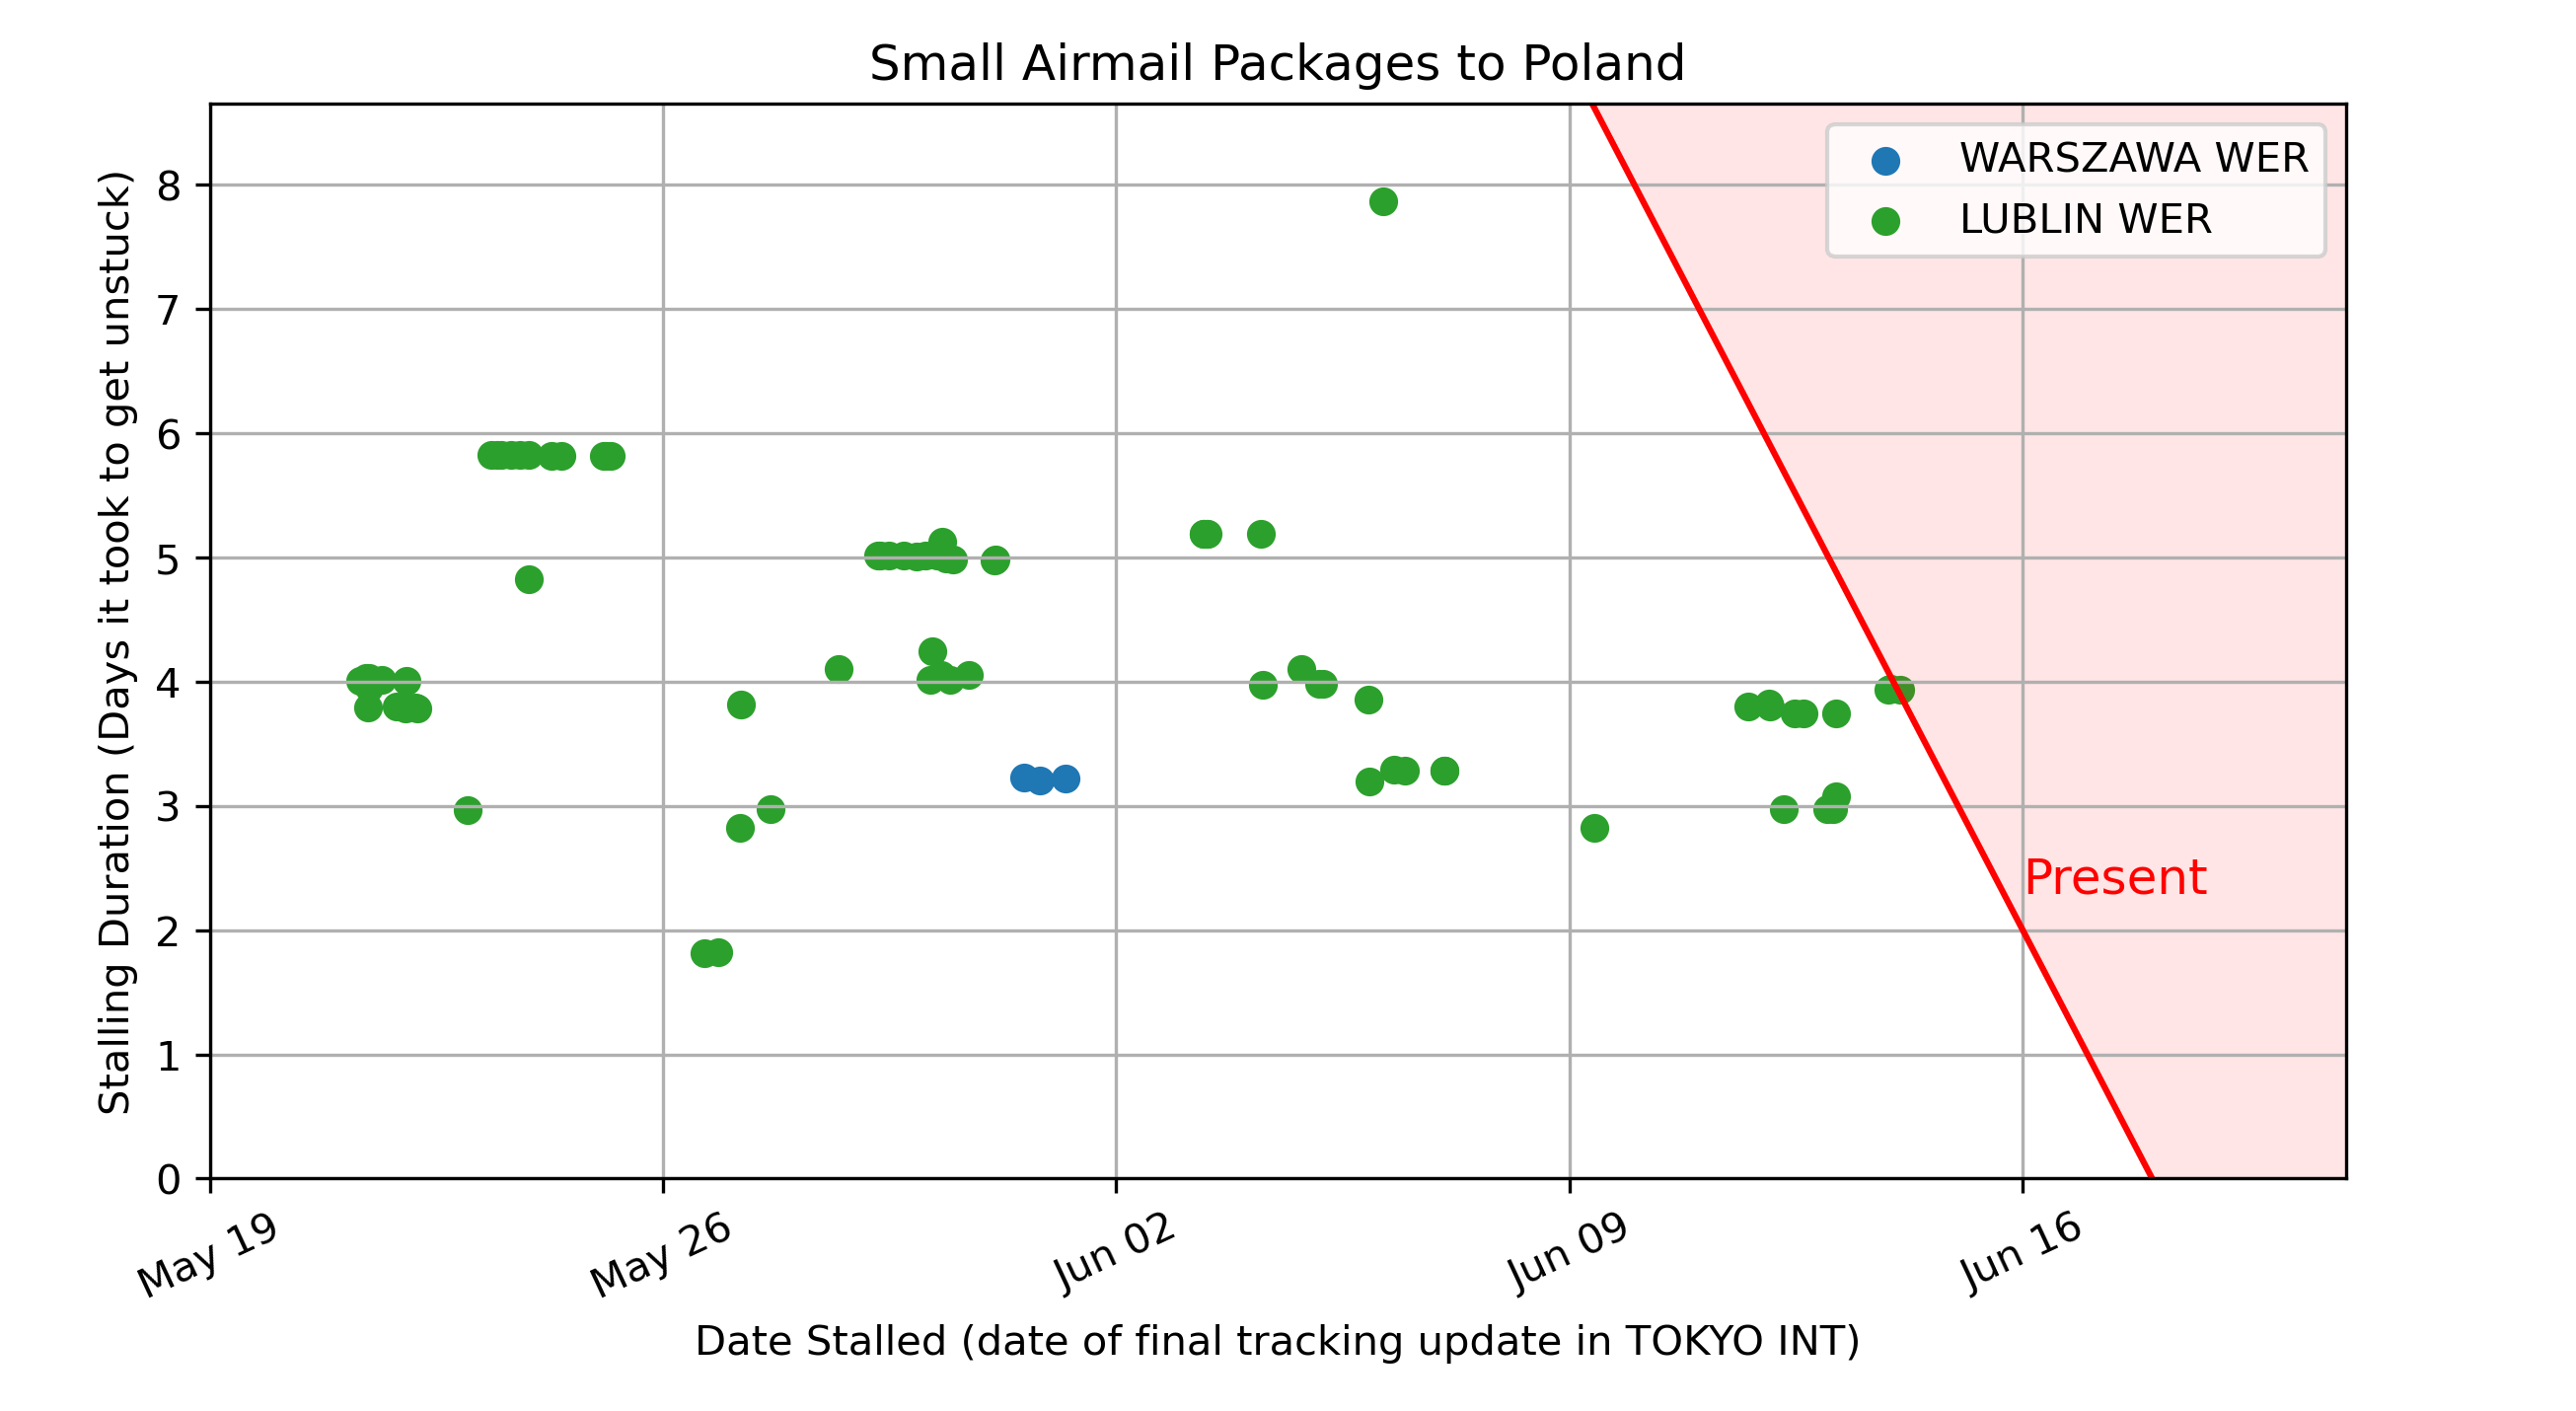 Small Airmail Packages to Poland
WARSZAWA WER
LUBLIN WER
Stalling Duration (Days it took to get unstuck)
8
7
6
5
4
3
2
1
0
Present
May 19
May 26
Jun 02
Jun 09
Jun 16
Date Stalled (date of final tracking update in TOKYO INT)